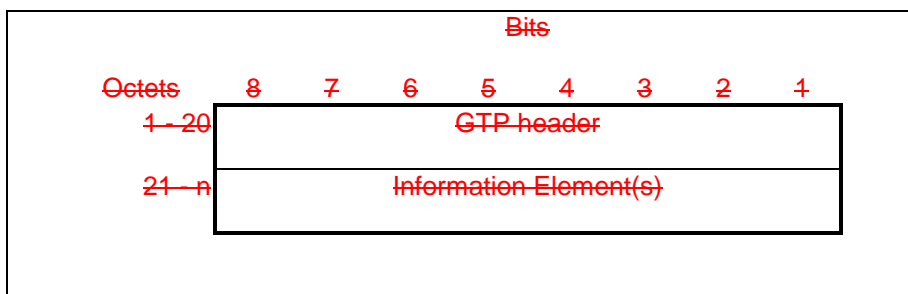 Bits
Octets 8 7 6 5 4 3 2 1
1 - 20 GTP header
21 - n Information Element(s)